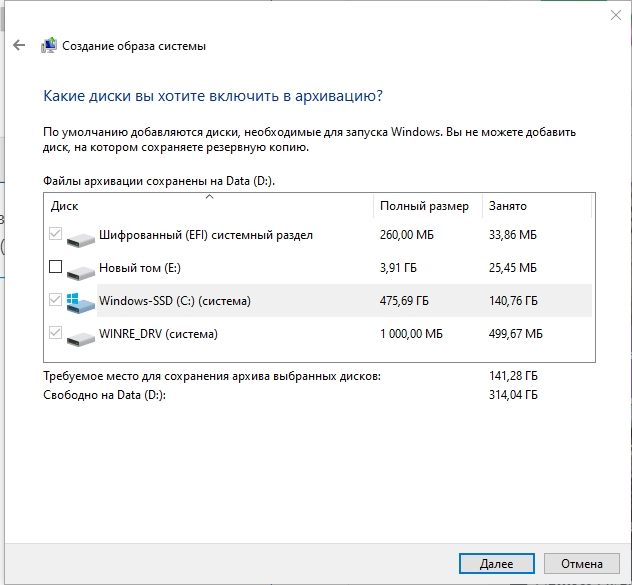 Создание образа системы
Какие диски вы хотите включить в архивацию?
По умолчанию добавляются диски, необходимые для запуска Windows. Вы не можете добавить
диск, на котором сохраняете резервную копию.
Файлы архивации сохранены на Data (D:).
Диск Полный размер Занято
Шифрованный (EFI) системный раздел 260,00 МБ 33,86 МБ
Новый том (E:) 3,91 ГБ 25,45 МБ
Windows-SSD (C:) (система) 475,69 ГБ 140,76 ГБ
WINRE_DRV (система) 1 000,00 МБ 499,67 МБ
Требуемое место для сохранения архива выбранных дисков: 141,28 ГБ
Свободно на Data (D:): 314,04 ГБ
Далее Отмена